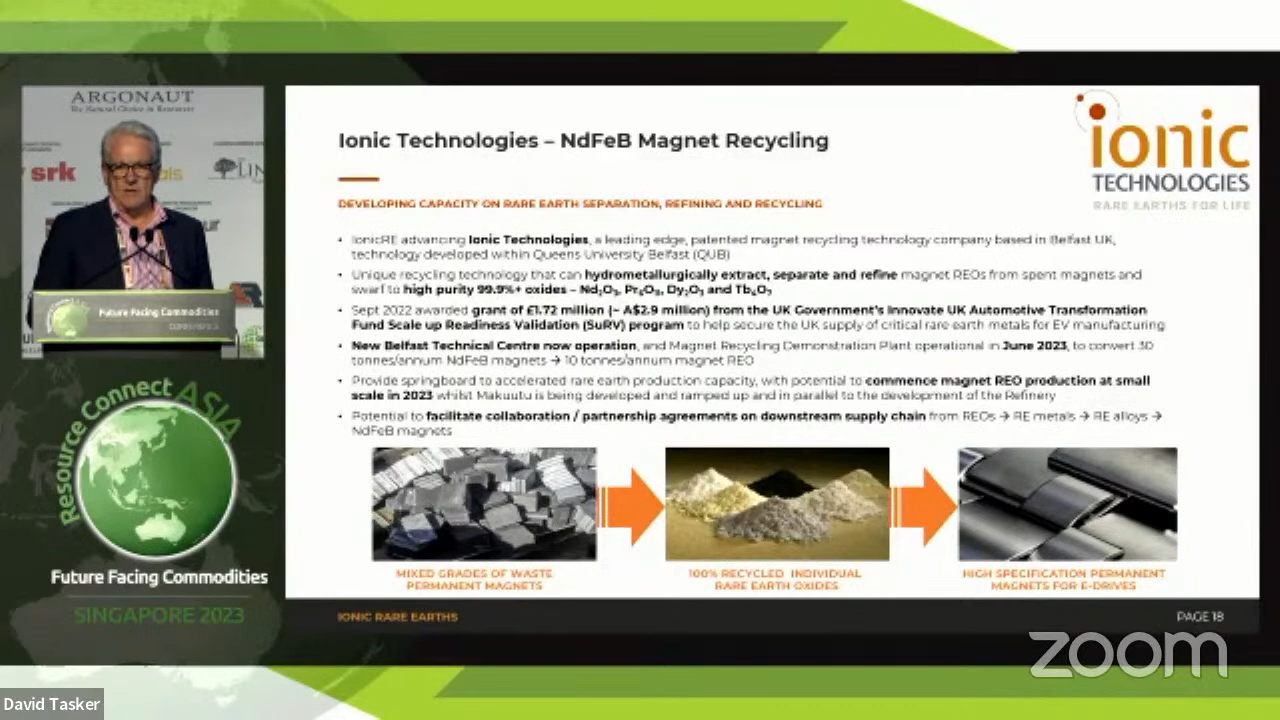 ARGONAUT
The Natural Choice in Resources
srk
Future Facing Commodities
CONFERENCE
Resource Connect ASIA
Future Facing Commodities
SINGAPORE 2023
David Tasker
Ionic Technologies – NdFeB Magnet Recycling
ionic
TECHNOLOGIES
RARE EARTHS FOR LIFE
DEVELOPING CAPACITY ON RARE EARTH SEPARATION, REFINING AND RECYCLING
• IonicRE advancing Ionic Technologies, a leading edge, patented magnet recycling technology company based in Belfast UK,
technology developed within Queens University Belfast (QUB)
• Unique recycling technology that can hydrometallurgically extract, separate and refine magnet REOs from spent magnets and
swarf to high purity 99.9%+ oxides – Nd₂O₃, Pr₆O₁₁, Dy₂O₃ and Tb₄O₇
• Sept 2022 awarded grant of £1.72 million (~ A$2.9 million) from the UK Government's Innovate UK Automotive Transformation
Fund Scale up Readiness Validation (SuRV) program to help secure the UK supply of critical rare earth metals for EV manufacturing
• New Belfast Technical Centre now operation, and Magnet Recycling Demonstration Plant operational in June 2023, to convert 30
tonnes/annum NdFeB magnets → 10 tonnes/annum magnet REO
• Provide springboard to accelerated rare earth production capacity, with potential to commence magnet REO production at small
scale in 2023 whilst Makuutu is being developed and ramped up and in parallel to the development of the Refinery
• Potential to facilitate collaboration / partnership agreements on downstream supply chain from REOs → RE metals → RE alloys →
NdFeB magnets
MIXED GRADES OF WASTE
PERMANENT MAGNETS
100% RECYCLED INDIVIDUAL
RARE EARTH OXIDES
HIGH SPECIFICATION PERMANENT
MAGNETS FOR E-DRIVES
IONIC RARE EARTHS
PAGE 18
zoom